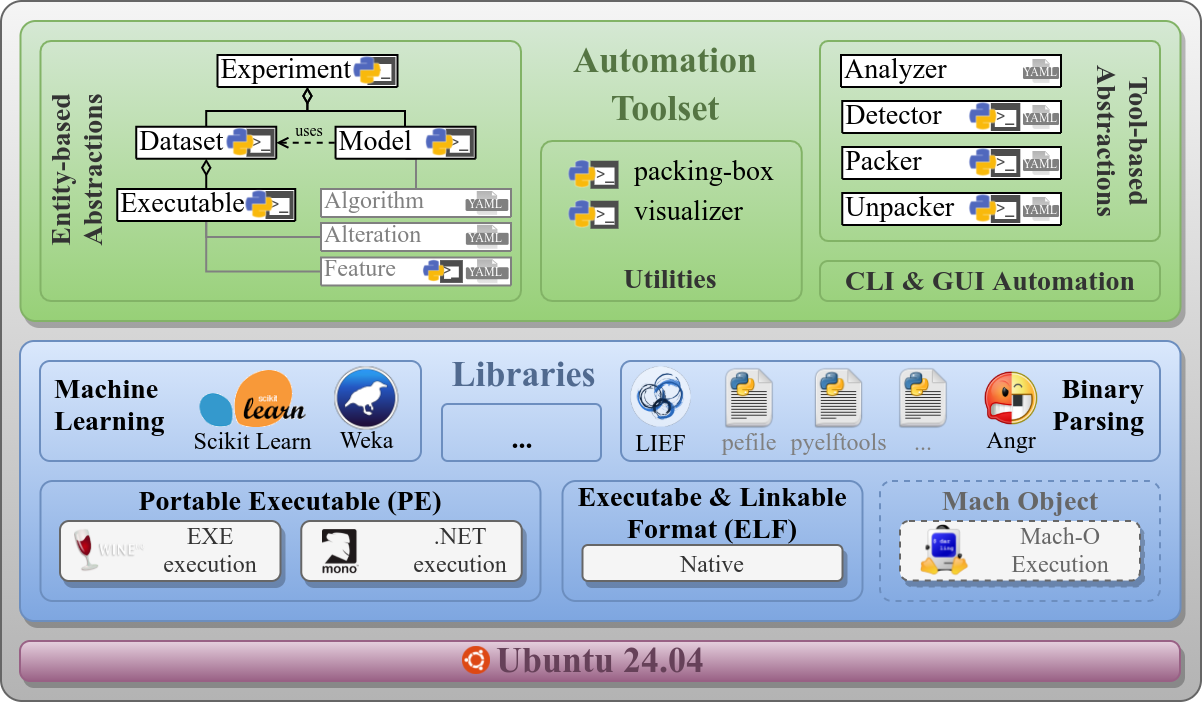 Automation
Toolset
Entity-based
Abstractions
Experiment
>_
Dataset
>_
uses
Model
>_
Executable
>_
Algorithm
YAML
Alteration
YAML
Feature
>_
YAML
>_
packing-box
>_
visualizer
Utilities
Analyzer
YAML
Detector
>_
YAML
Packer
>_
YAML
Unpacker
>_
YAML
Tool-based
Abstractions
CLI & GUI Automation
Libraries
Machine
Learning
scikit
learn
Scikit Learn
Weka
...
LIEF
pefile
pyelftools
...
Angr
Binary
Parsing
Portable Executable (PE)
WINE
EXE
execution
mono
.NET
execution
Executabe & Linkable
Format (ELF)
Native
Mach Object
$ dar
ling
Mach-O
Execution
Ubuntu 24.04